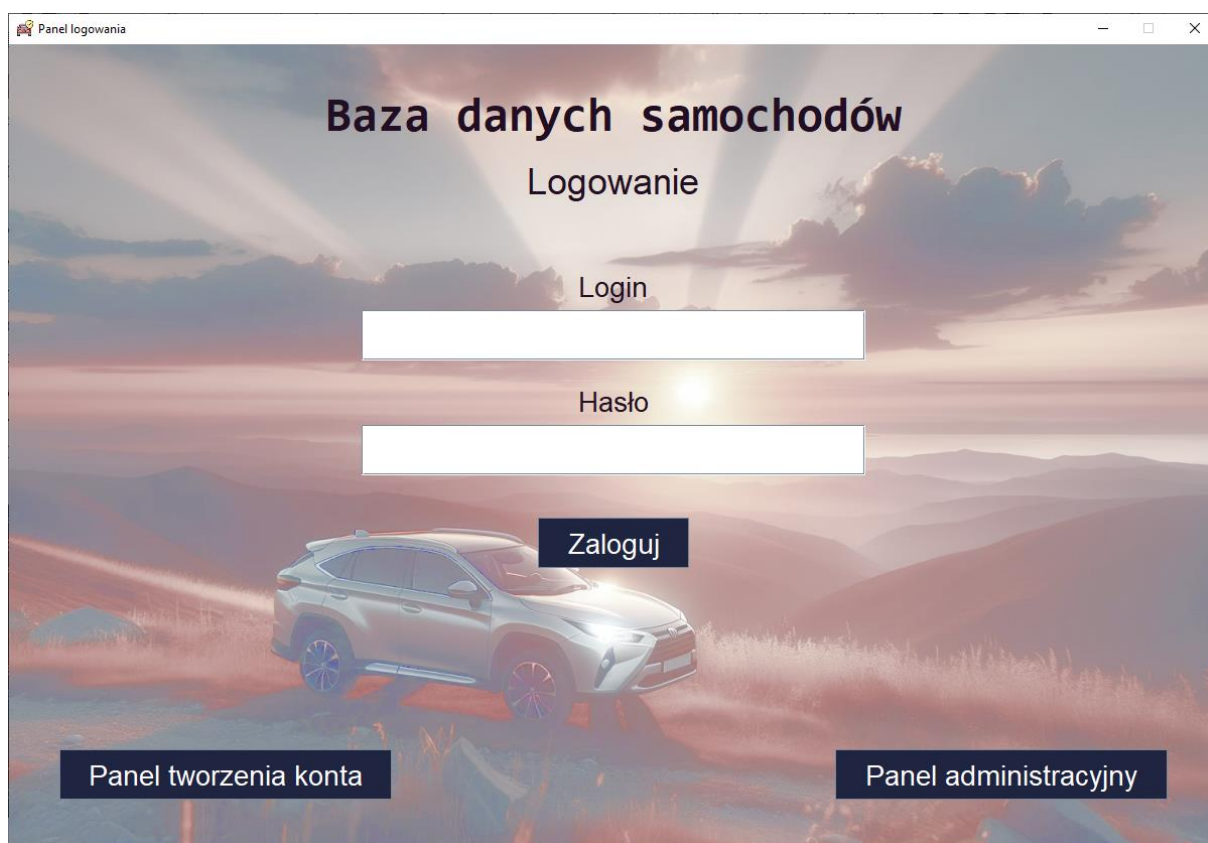 Panel logowania
Baza danych samochodów
Logowanie
Login
Hasło
Zaloguj
Panel tworzenia konta
Panel administracyjny